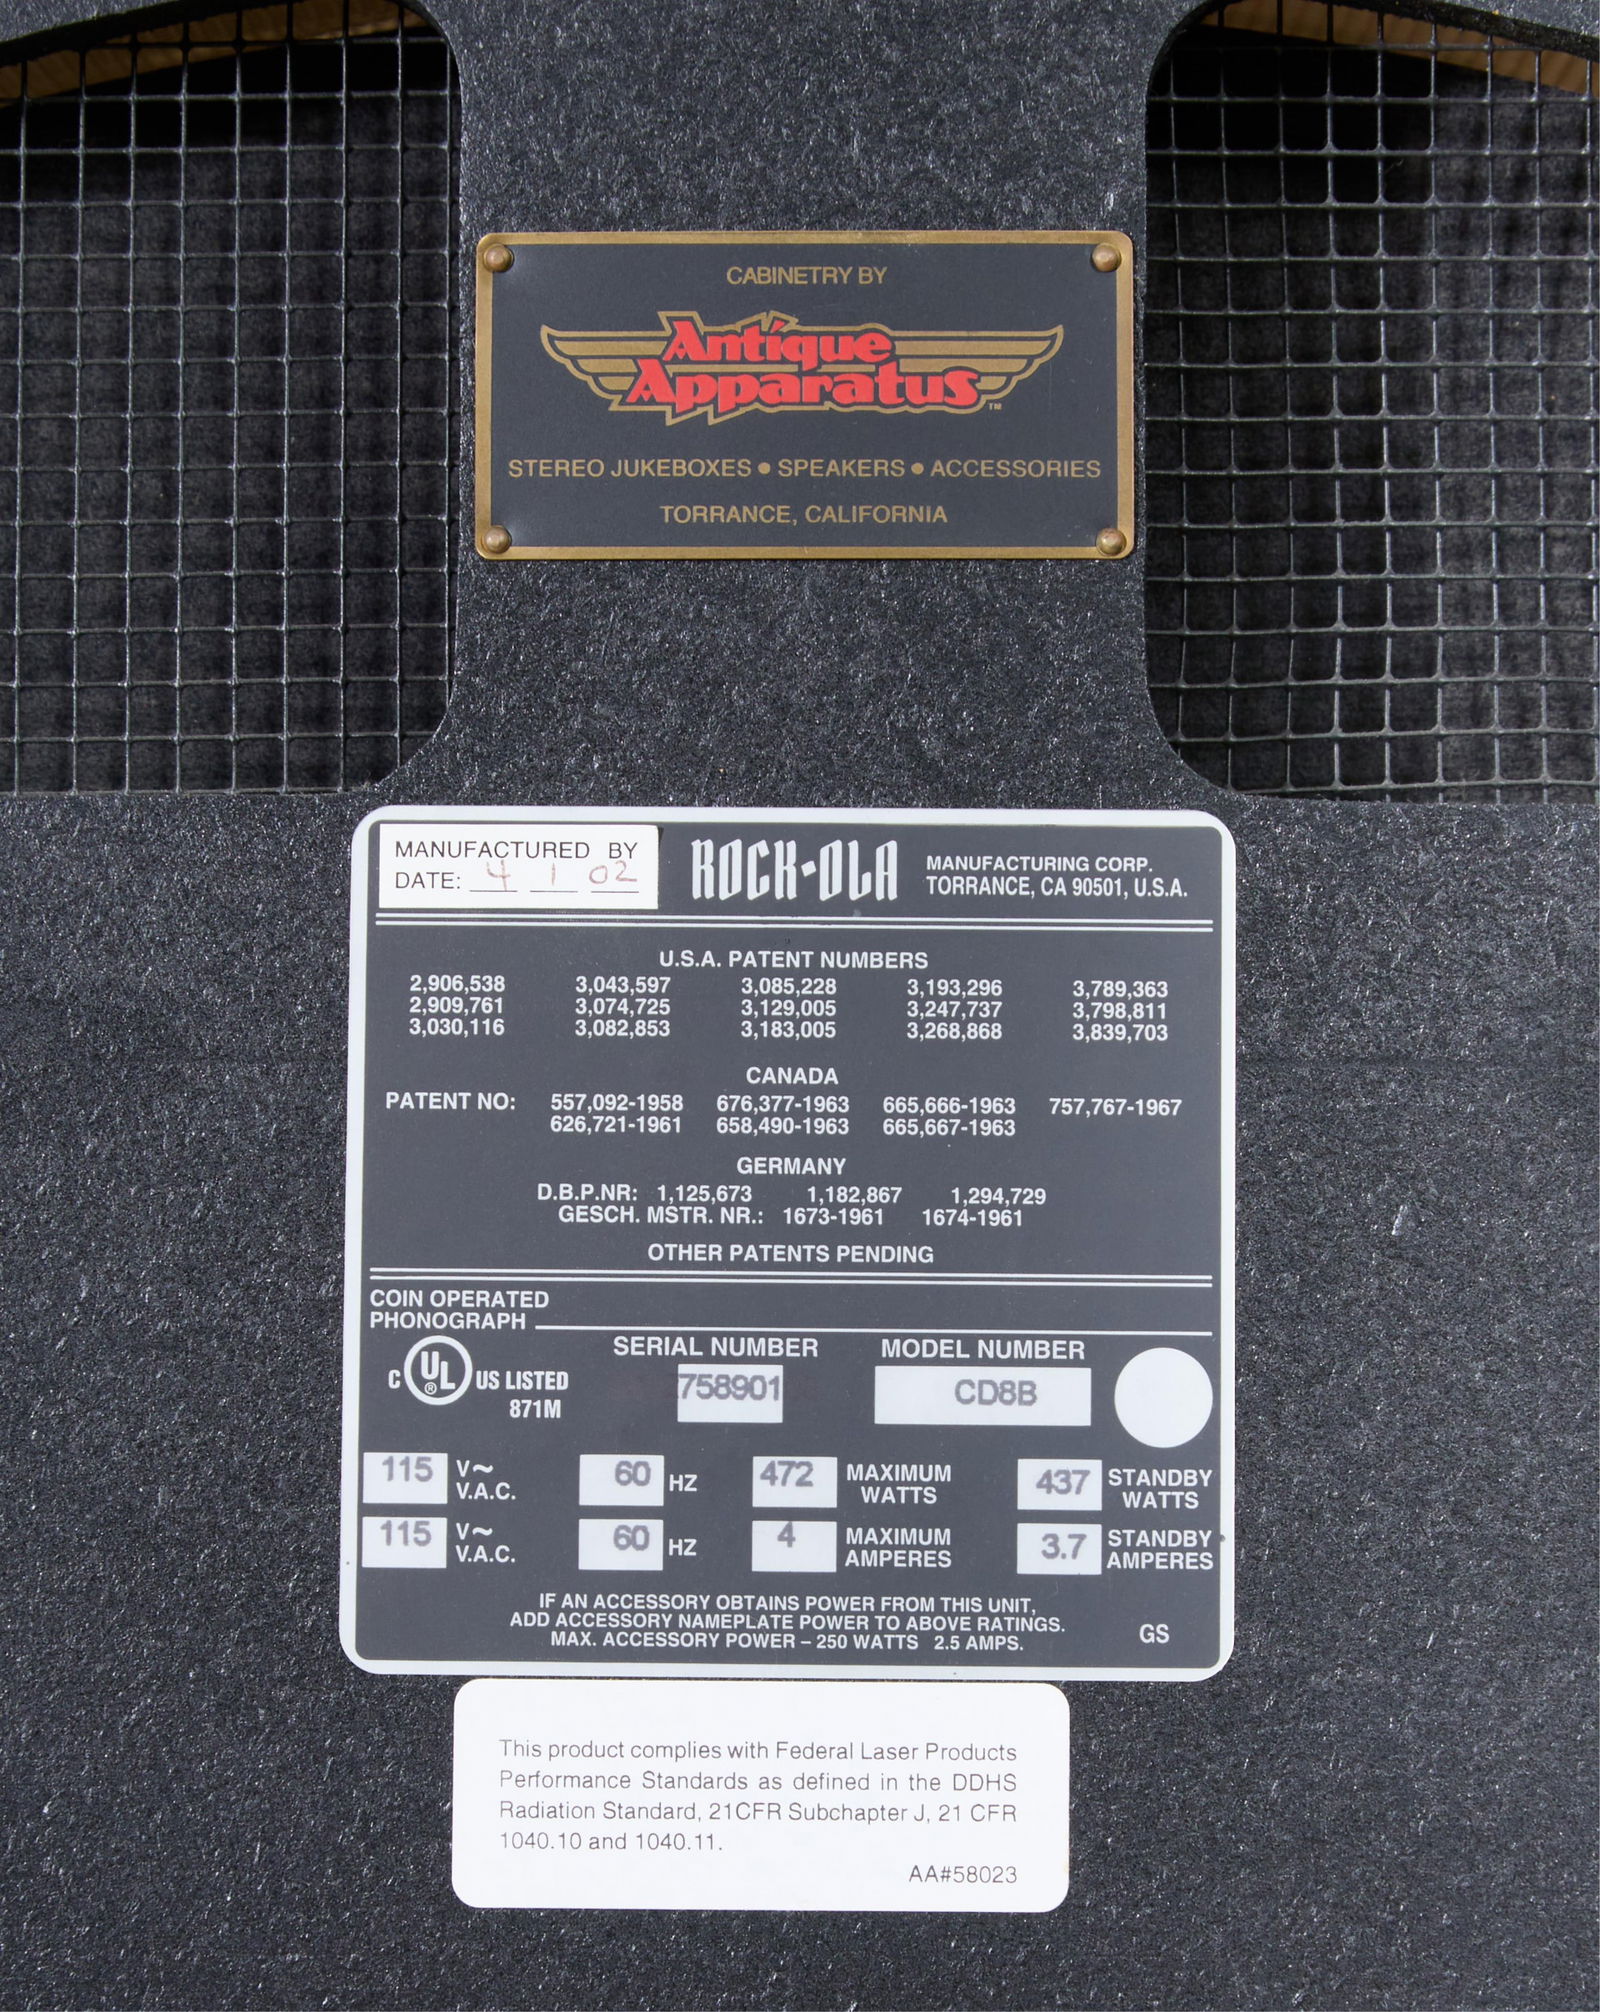 CABINETRY BY
Antique
Apparatus™
STEREO JUKEBOXES • SPEAKERS • ACCESSORIES
TORRANCE, CALIFORNIA
MANUFACTURED BY
DATE: 4 1 02
ROCK-OLA
MANUFACTURING CORP.
TORRANCE, CA 90501, U.S.A.
U.S.A. PATENT NUMBERS
2,906,538 3,043,597 3,085,228 3,193,296 3,789,363
2,909,761 3,074,725 3,129,005 3,247,737 3,798,811
3,030,116 3,082,853 3,183,005 3,268,868 3,839,703
CANADA
PATENT NO: 557,092-1958 676,377-1963 665,666-1963 757,767-1967
626,721-1961 658,490-1963 665,667-1963
GERMANY
D.B.P.NR: 1,125,673 1,182,867 1,294,729
GESCH. MSTR. NR.: 1673-1961 1674-1961
OTHER PATENTS PENDING
COIN OPERATED
PHONOGRAPH
SERIAL NUMBER MODEL NUMBER
C UL® US LISTED 758901 CD8B
871M
115 V~ 60 HZ 472 MAXIMUM 437 STANDBY
V.A.C. WATTS WATTS
115 V~ 60 HZ 4 MAXIMUM 3.7 STANDBY
V.A.C. AMPERES AMPERES
IF AN ACCESSORY OBTAINS POWER FROM THIS UNIT,
ADD ACCESSORY NAMEPLATE POWER TO ABOVE RATINGS.
MAX. ACCESSORY POWER – 250 WATTS 2.5 AMPS.
GS
This product complies with Federal Laser Products
Performance Standards as defined in the DDHS
Radiation Standard, 21CFR Subchapter J, 21 CFR
1040.10 and 1040.11.
AA#58023